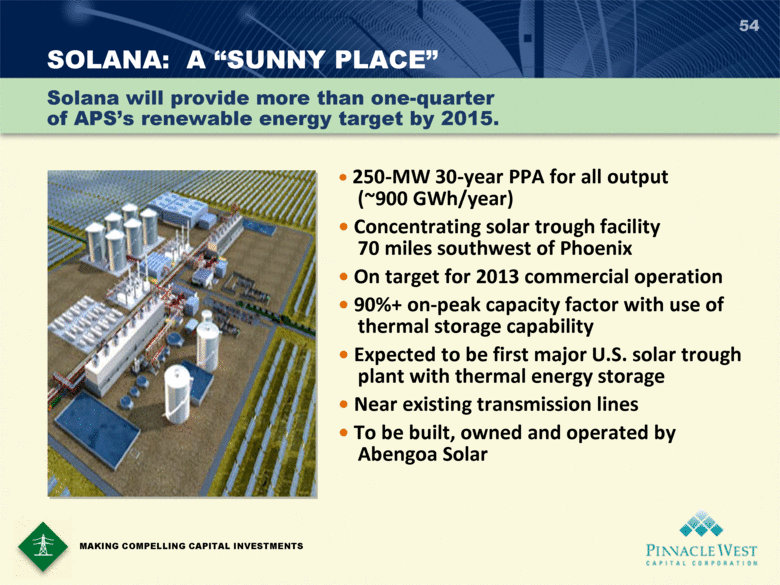 54
SOLANA: A “SUNNY PLACE”
Solana will provide more than one-quarter
of APS’s renewable energy target by 2015.
• 250-MW 30-year PPA for all output
(~900 GWh/year)
• Concentrating solar trough facility
70 miles southwest of Phoenix
• On target for 2013 commercial operation
• 90%+ on-peak capacity factor with use of
thermal storage capability
• Expected to be first major U.S. solar trough
plant with thermal energy storage
• Near existing transmission lines
• To be built, owned and operated by
Abengoa Solar
MAKING COMPELLING CAPITAL INVESTMENTS
PINNACLE WEST
CAPITAL CORPORATION